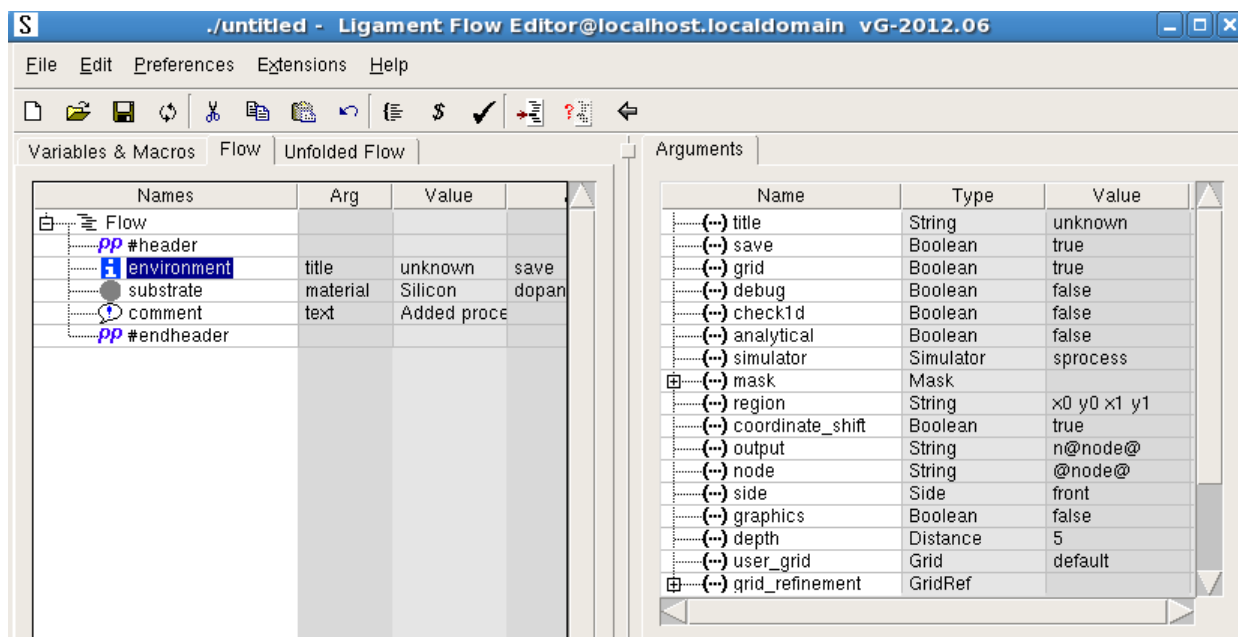 S ./untitled - Ligament Flow Editor@localhost.localdomain vG-2012.06
File Edit Preferences Extensions Help
Variables & Macros Flow Unfolded Flow Arguments
Names Arg Value
Flow
pp #header
environment title unknown save
substrate material Silicon dopan
comment text Added proce
pp #endheader
Name Type Value
title String unknown
save Boolean true
grid Boolean true
debug Boolean false
check1d Boolean false
analytical Boolean false
simulator Simulator sprocess
mask Mask
region String x0 y0 x1 y1
coordinate_shift Boolean true
output String n@node@
node String @node@
side Side front
graphics Boolean false
depth Distance 5
user_grid Grid default
grid_refinement GridRef